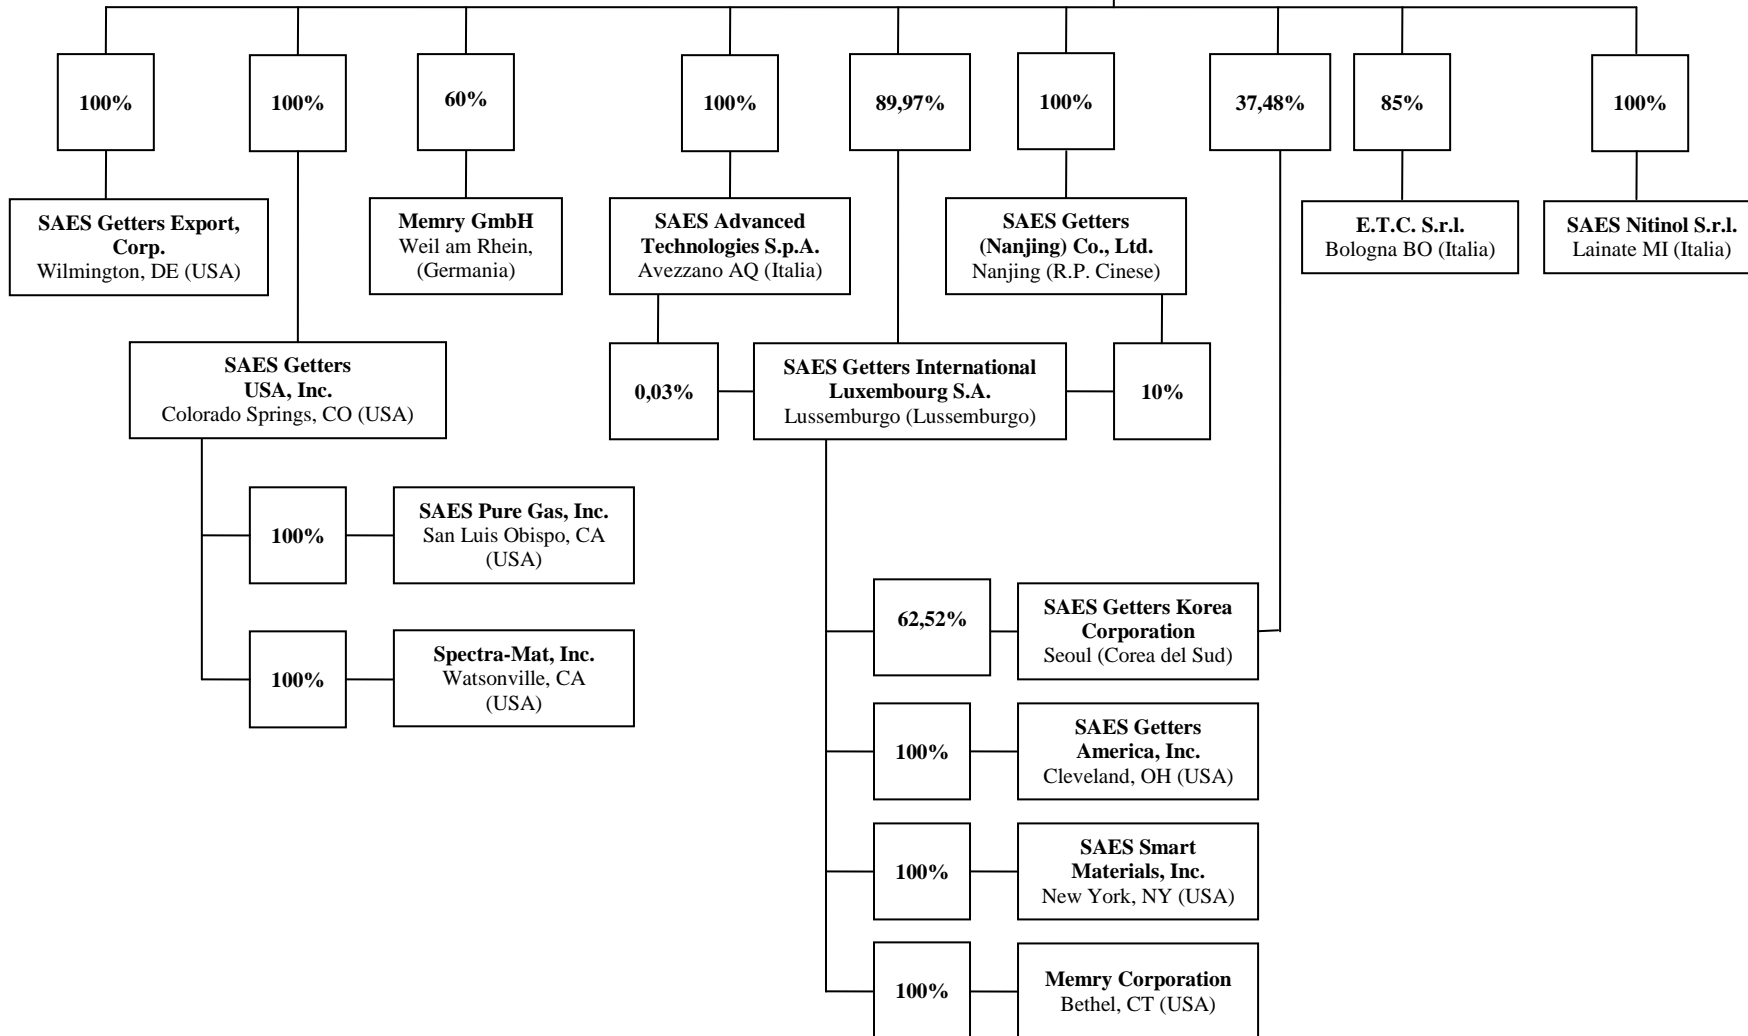 100%
100%
60%
100%
89,97%
100%
37,48%
85%
100%
SAES Getters Export,
Corp.
Wilmington, DE (USA)
Memry GmbH
Weil am Rhein,
(Germania)
SAES Advanced
Technologies S.p.A.
Avezzano AQ (Italia)
SAES Getters
(Nanjing) Co., Ltd.
Nanjing (R.P. Cinese)
E.T.C. S.r.l.
Bologna BO (Italia)
SAES Nitinol S.r.l.
Lainate MI (Italia)
SAES Getters
USA, Inc.
Colorado Springs, CO (USA)
0,03%
SAES Getters International
Luxembourg S.A.
Lussemburgo (Lussemburgo)
10%
100%
SAES Pure Gas, Inc.
San Luis Obispo, CA
(USA)
62,52%
SAES Getters Korea
Corporation
Seoul (Corea del Sud)
100%
Spectra-Mat, Inc.
Watsonville, CA
(USA)
100%
SAES Getters
America, Inc.
Cleveland, OH (USA)
100%
SAES Smart
Materials, Inc.
New York, NY (USA)
100%
Memry Corporation
Bethel, CT (USA)